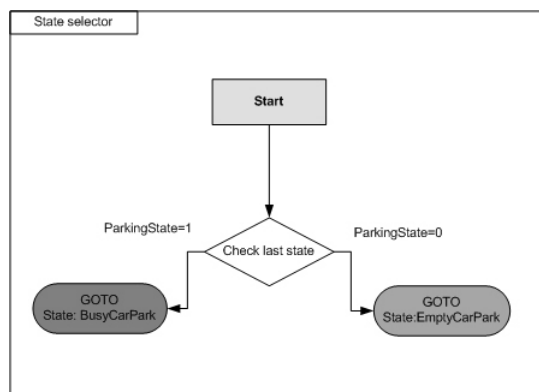 State selector
Start
ParkingState=1
ParkingState=0
Check last state
GOTO
State: BusyCarPark
GOTO
State:EmptyCarPark